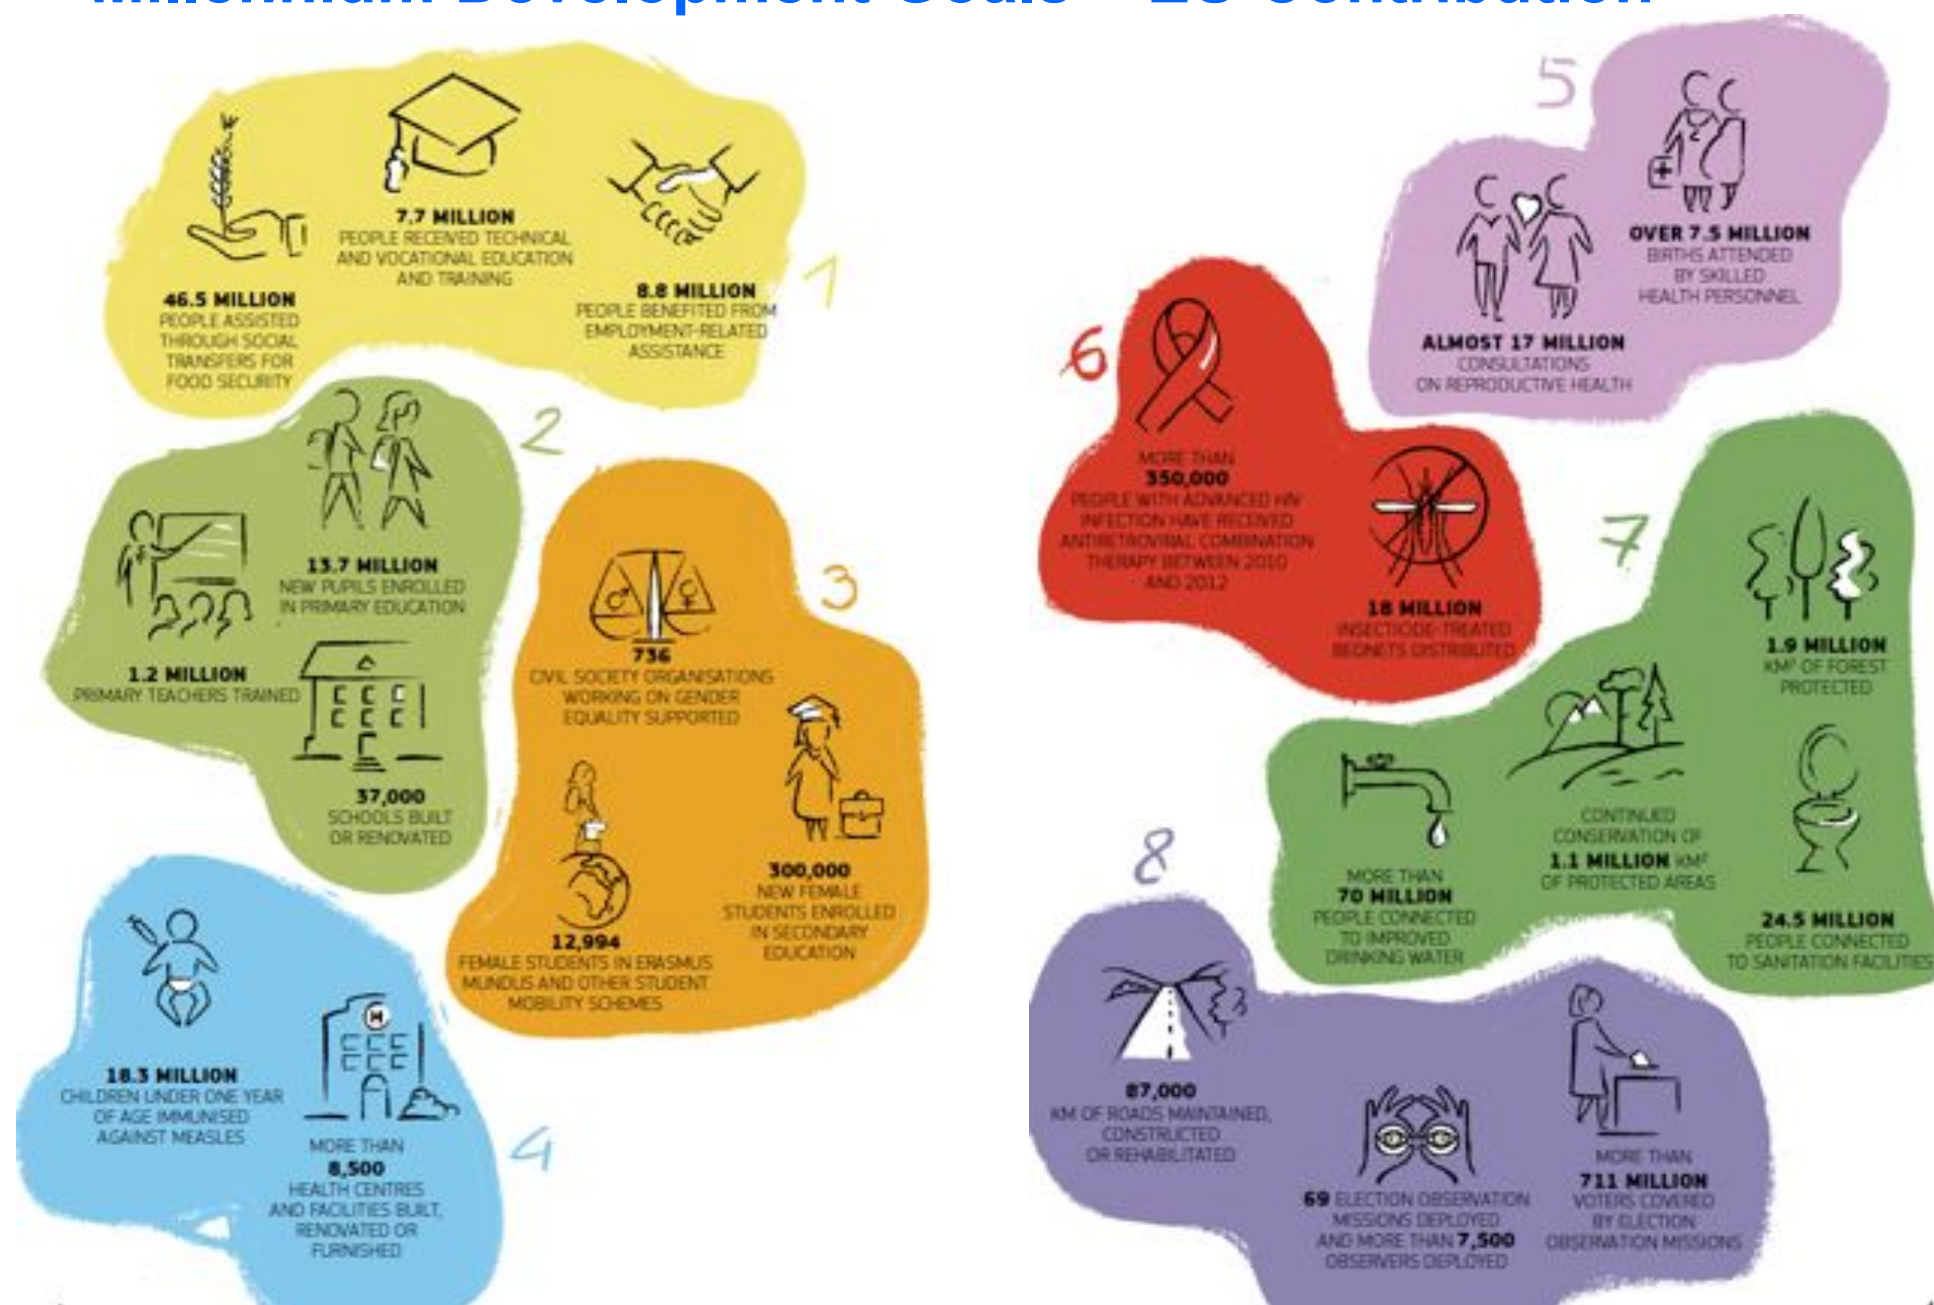 Millennium Development Goals – EU Contribution
1
46.5 MILLION
PEOPLE ASSISTED
THROUGH SOCIAL
TRANSFERS FOR
FOOD SECURITY
7.7 MILLION
PEOPLE RECEIVED TECHNICAL
AND VOCATIONAL EDUCATION
AND TRAINING
8.8 MILLION
PEOPLE BENEFITED FROM
EMPLOYMENT-RELATED
ASSISTANCE
2
13.7 MILLION
NEW PUPILS ENROLLED
IN PRIMARY EDUCATION
1.2 MILLION
PRIMARY TEACHERS TRAINED
37,000
SCHOOLS BUILT
OR RENOVATED
3
736
CIVIL SOCIETY ORGANISATIONS
WORKING ON GENDER
EQUALITY SUPPORTED
300,000
NEW FEMALE
STUDENTS ENROLLED
IN SECONDARY
EDUCATION
12,994
FEMALE STUDENTS IN ERASMUS
MUNDUS AND OTHER STUDENT
MOBILITY SCHEMES
4
18.3 MILLION
CHILDREN UNDER ONE YEAR
OF AGE IMMUNISED
AGAINST MEASLES
H
MORE THAN
8,500
HEALTH CENTRES
AND FACILITIES BUILT,
RENOVATED OR
FURNISHED
5
OVER 7.5 MILLION
BIRTHS ATTENDED
BY SKILLED
HEALTH PERSONNEL
ALMOST 17 MILLION
CONSULTATIONS
ON REPRODUCTIVE HEALTH
6
MORE THAN
350,000
PEOPLE WITH ADVANCED HIV
INFECTION HAVE RECEIVED
ANTIRETROVIRAL COMBINATION
THERAPY BETWEEN 2010
AND 2012
18 MILLION
INSECTICIDE-TREATED
BEDNETS DISTRIBUTED
7
1.9 MILLION
KM² OF FOREST
PROTECTED
CONTINUED
CONSERVATION OF
1.1 MILLION KM²
OF PROTECTED AREAS
MORE THAN
70 MILLION
PEOPLE CONNECTED
TO IMPROVED
DRINKING WATER
24.5 MILLION
PEOPLE CONNECTED
TO SANITATION FACILITIES
8
87,000
KM OF ROADS MAINTAINED,
CONSTRUCTED
OR REHABILITATED
69 ELECTION OBSERVATION
MISSIONS DEPLOYED
AND MORE THAN 7,500
OBSERVERS DEPLOYED
MORE THAN
711 MILLION
VOTERS COVERED
BY ELECTION
OBSERVATION MISSIONS